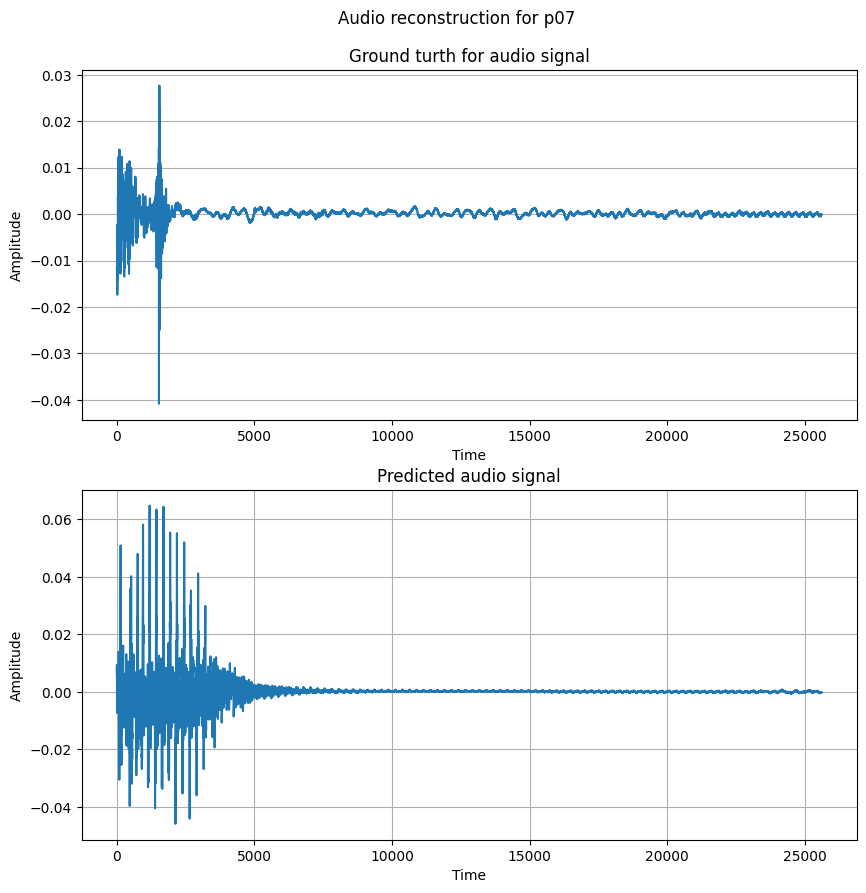 Audio reconstruction for p07
Ground turth for audio signal
0.03
0.02
0.01
0.00
−0.01
−0.02
−0.03
−0.04
Amplitude
0 5000 10000 15000 20000 25000
Time
Predicted audio signal
0.06
0.04
0.02
0.00
−0.02
−0.04
Amplitude
0 5000 10000 15000 20000 25000
Time